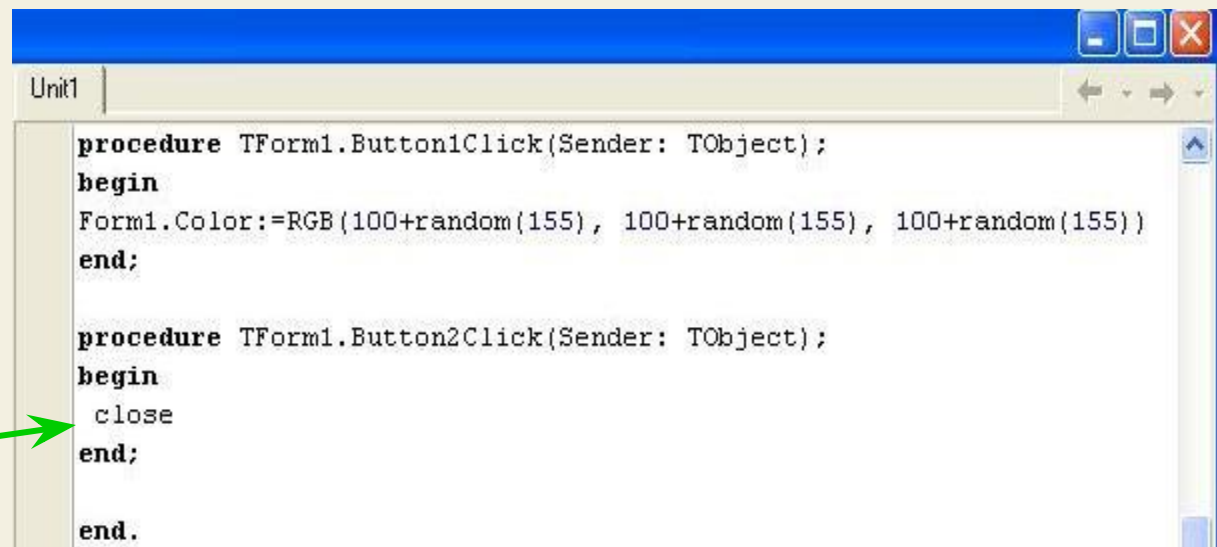 Unit1
procedure TForm1.Button1Click(Sender: TObject);
begin
Form1.Color:=RGB(100+random(155), 100+random(155), 100+random(155))
end;
procedure TForm1.Button2Click(Sender: TObject);
begin
close
end;
end.